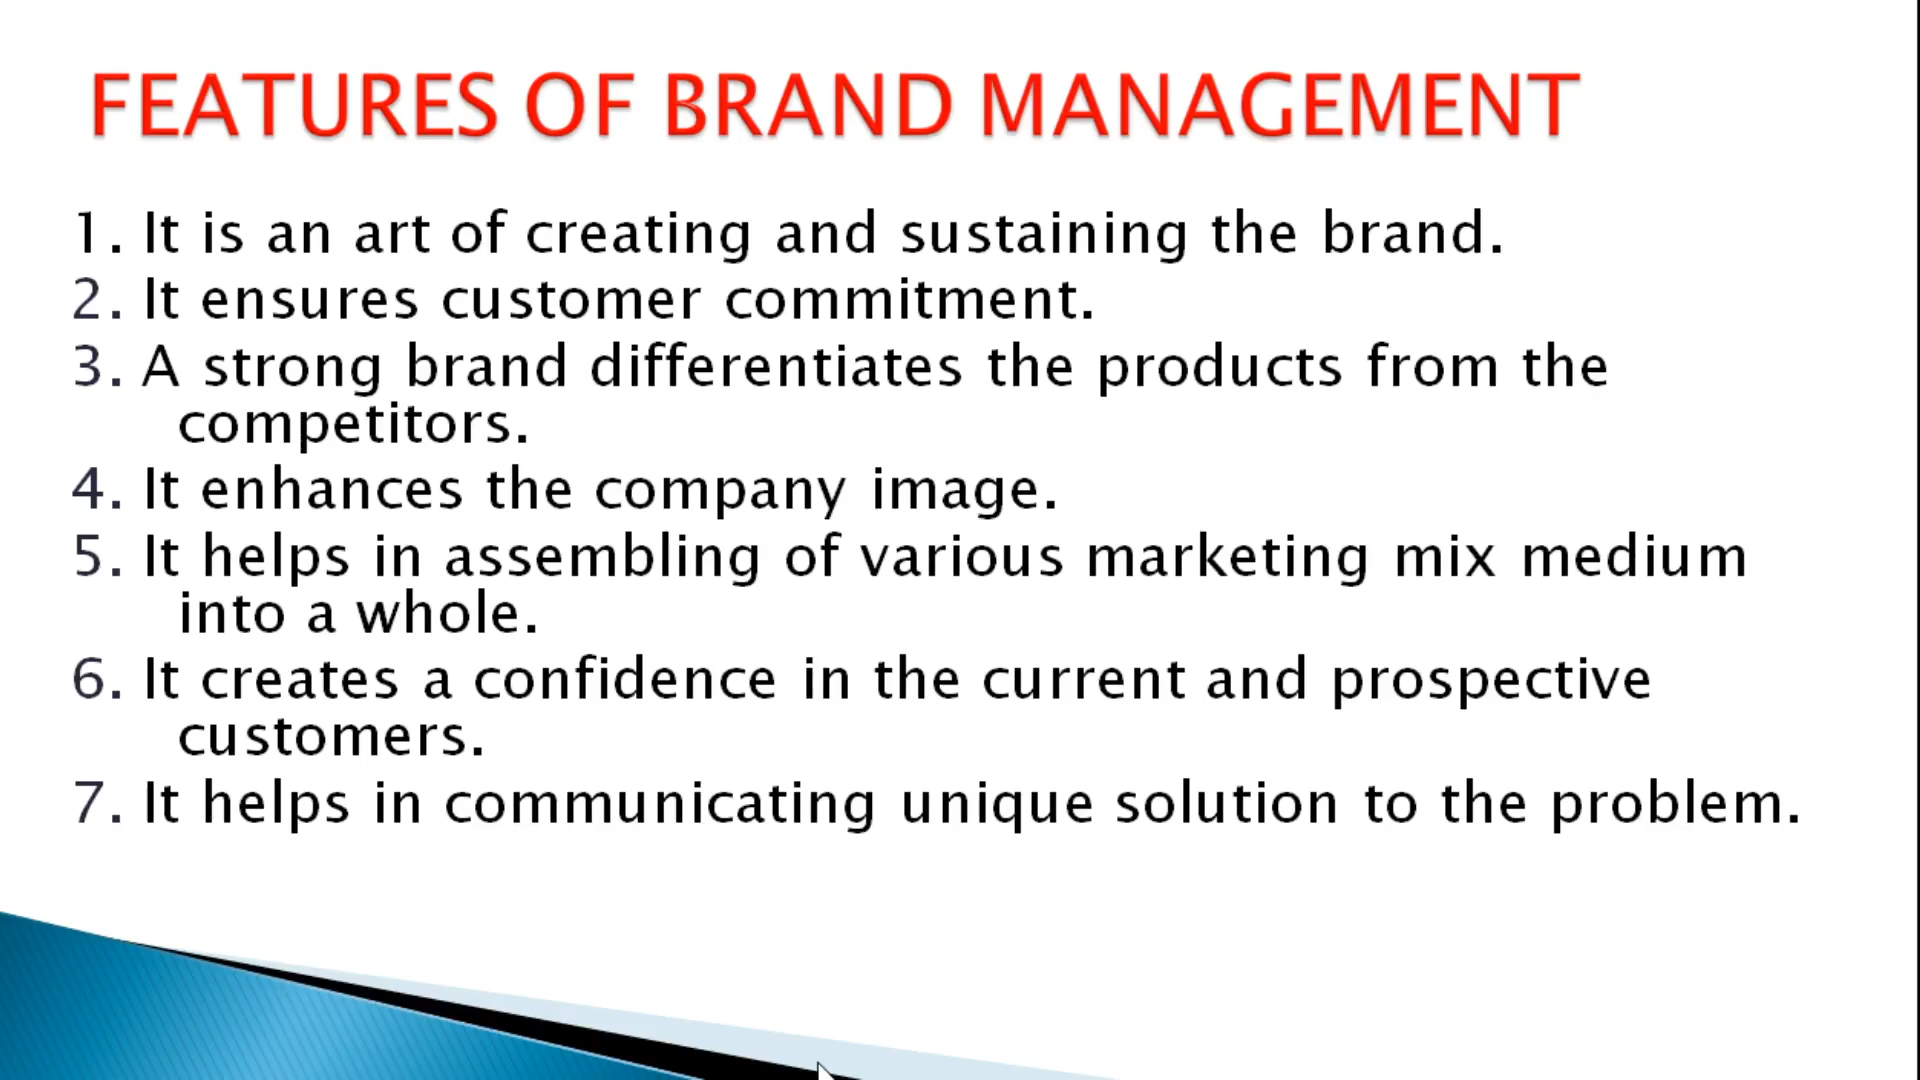 FEATURES OF BRAND MANAGEMENT
1. It is an art of creating and sustaining the brand.
2. It ensures customer commitment.
3. A strong brand differentiates the products from the
competitors.
4. It enhances the company image.
5. It helps in assembling of various marketing mix medium
into a whole.
6. It creates a confidence in the current and prospective
customers.
7. It helps in communicating unique solution to the problem.